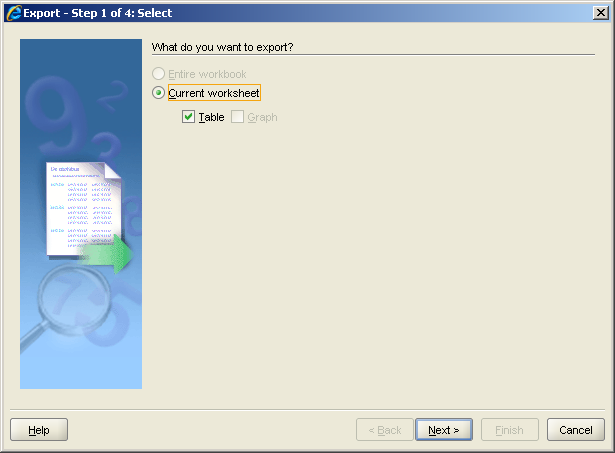 Export - Step 1 of 4: Select
What do you want to export?
Entire workbook
Current worksheet
Table Graph
Help < Back Next > Finish Cancel